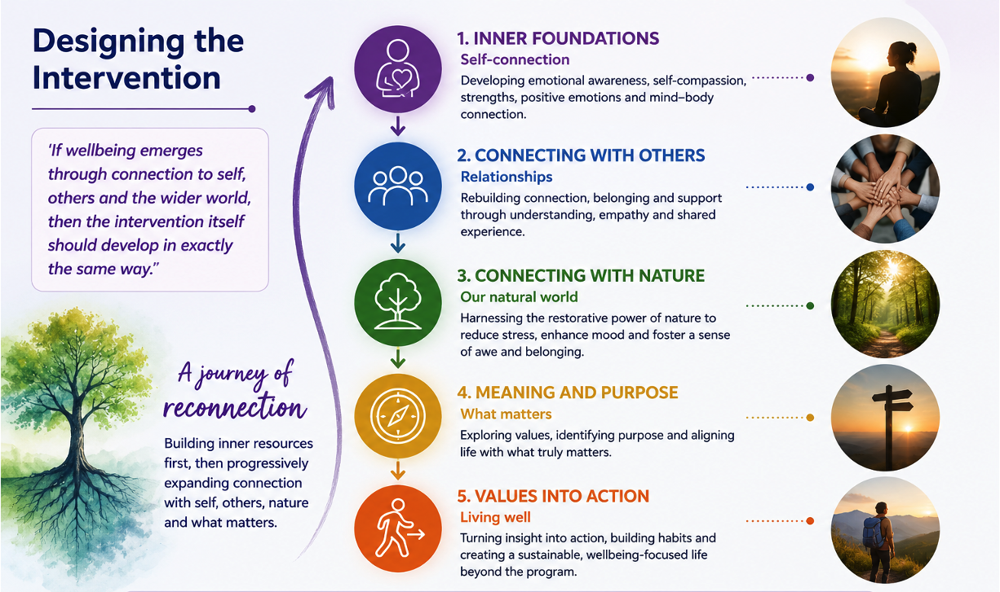 Designing the
Intervention
‘If wellbeing emerges
through connection to self,
others and the wider world,
then the intervention itself
should develop in exactly
the same way.”
A journey of
reconnection
Building inner resources
first, then progressively
expanding connection
with self, others, nature
and what matters.
1. INNER FOUNDATIONS
Self-connection
Developing emotional awareness, self-compassion,
strengths, positive emotions and mind–body
connection.
2. CONNECTING WITH OTHERS
Relationships
Rebuilding connection, belonging and support
through understanding, empathy and shared
experience.
3. CONNECTING WITH NATURE
Our natural world
Harnessing the restorative power of nature to
reduce stress, enhance mood and foster a sense
of awe and belonging.
4. MEANING AND PURPOSE
What matters
Exploring values, identifying purpose and aligning
life with what truly matters.
5. VALUES INTO ACTION
Living well
Turning insight into action, building habits and
creating a sustainable, wellbeing-focused life
beyond the program.